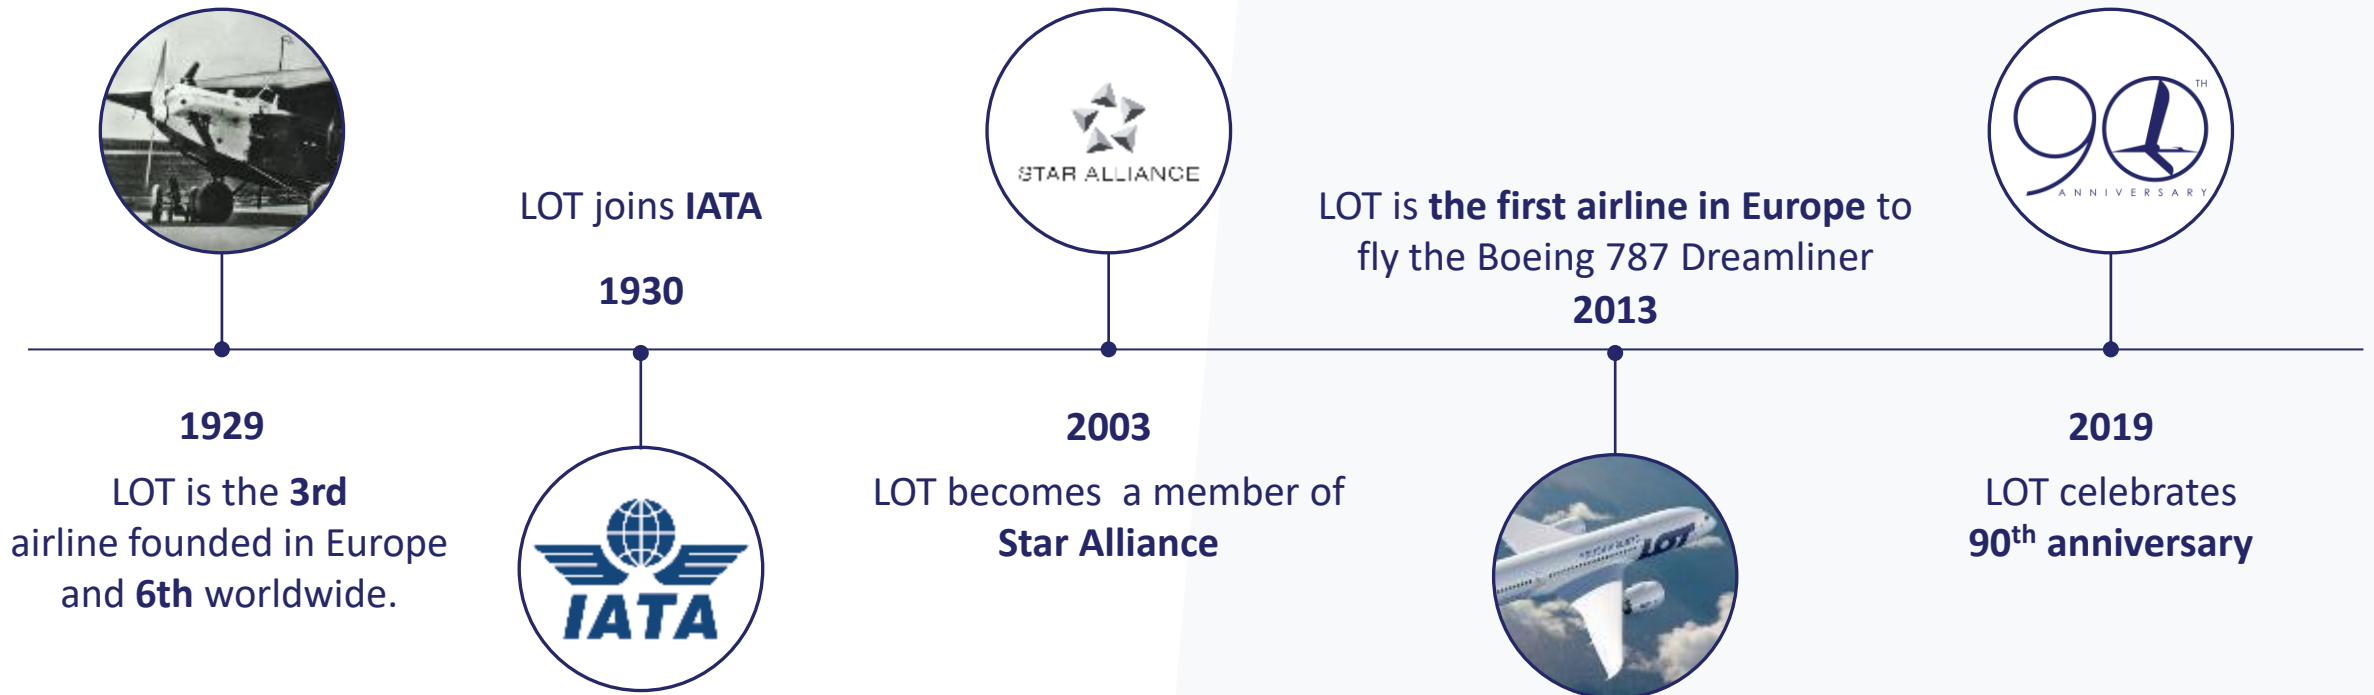 1929
LOT is the 3rd
airline founded in Europe
and 6th worldwide.
LOT joins IATA
1930
IATA
STAR ALLIANCE
2003
LOT becomes  a member of
Star Alliance
LOT is the first airline in Europe to
fly the Boeing 787 Dreamliner
2013
LOT
90 TH
ANNIVERSARY
2019
LOT celebrates
90th anniversary